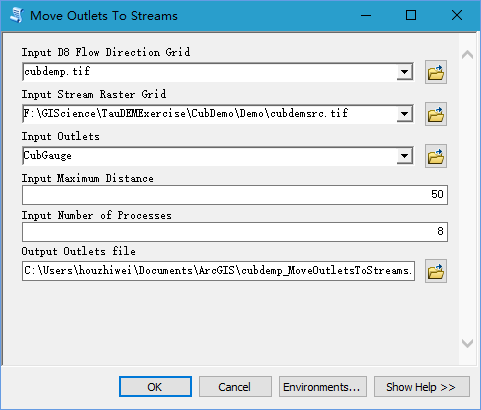 Move Outlets To Streams
Input D8 Flow Direction Grid
cubdemp.tif
Input Stream Raster Grid
F:\GIScience\TauDEMExercise\CubDemo\Demo\cubdemsrc.tif
Input Outlets
CubGauge
Input Maximum Distance
50
Input Number of Processes
8
Output Outlets file
C:\Users\houzhiwei\Documents\ArcGIS\cubdemp_MoveOutletsToStreams.
OK
Cancel
Environments...
Show Help >>